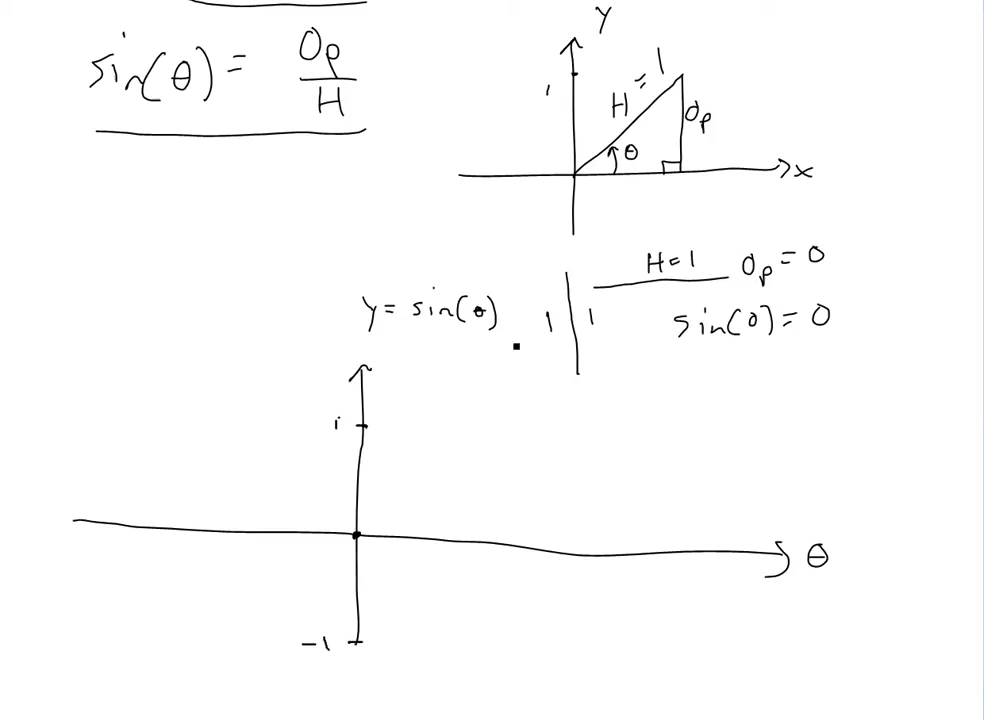 sin(θ) = Op/H
y
1
H = 1
Op
θ
x
H=1 Op = 0
y = sin(θ)
1 1
sin(0) = 0
1
θ
-1